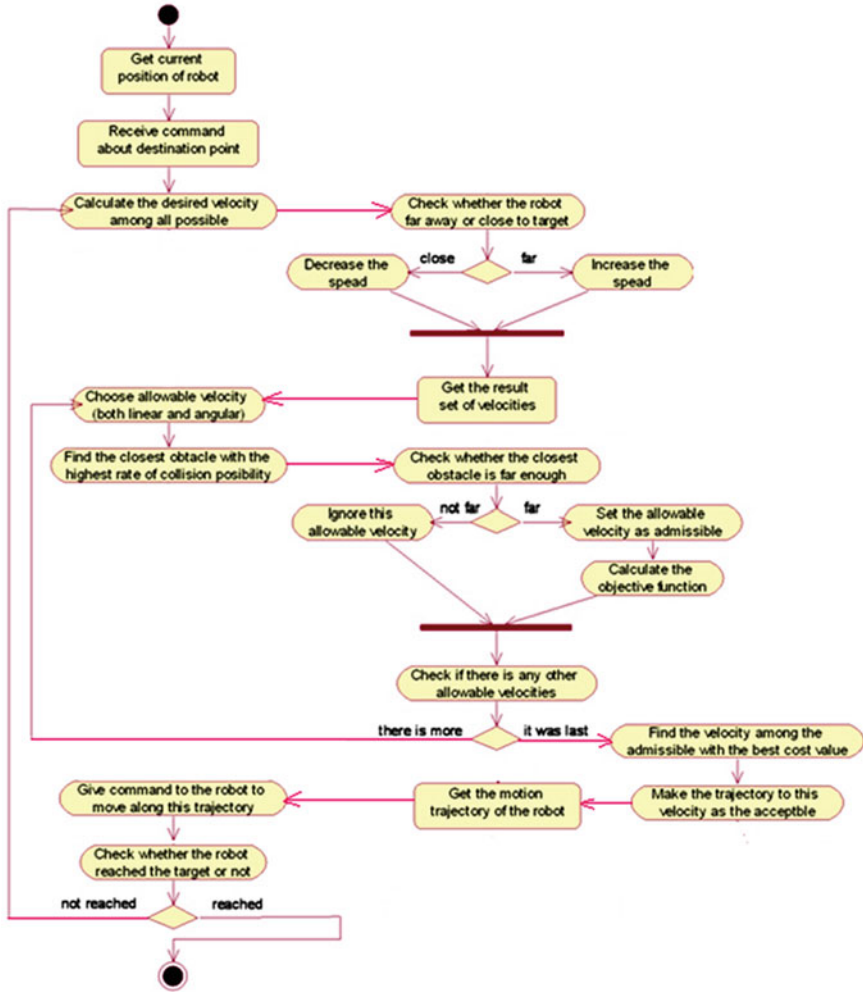 Get current
position of robot
Receive command
about destination point
Calculate the desired velocity
among all possible
Check whether the robot
far away or close to target
close
far
Decrease the
spead
Increase the
spead
Get the result
set of velocities
Choose allowable velocity
(both linear and angular)
Find the closest obtacle with the
highest rate of collision posibility
Check whether the closest
obstacle is far enough
not far
far
Ignore this
allowable velocity
Set the allowable
velocity as admissible
Calculate the
objective function
Check if there is any other
allowable velocities
there is more
it was last
Find the velocity among the
admissible with the best cost value
Make the trajectory to this
velocity as the acceptble
Get the motion
trajectory of the robot
Give command to the robot to
move along this trajectory
Check whether the robot
reached the target or not
not reached
reached